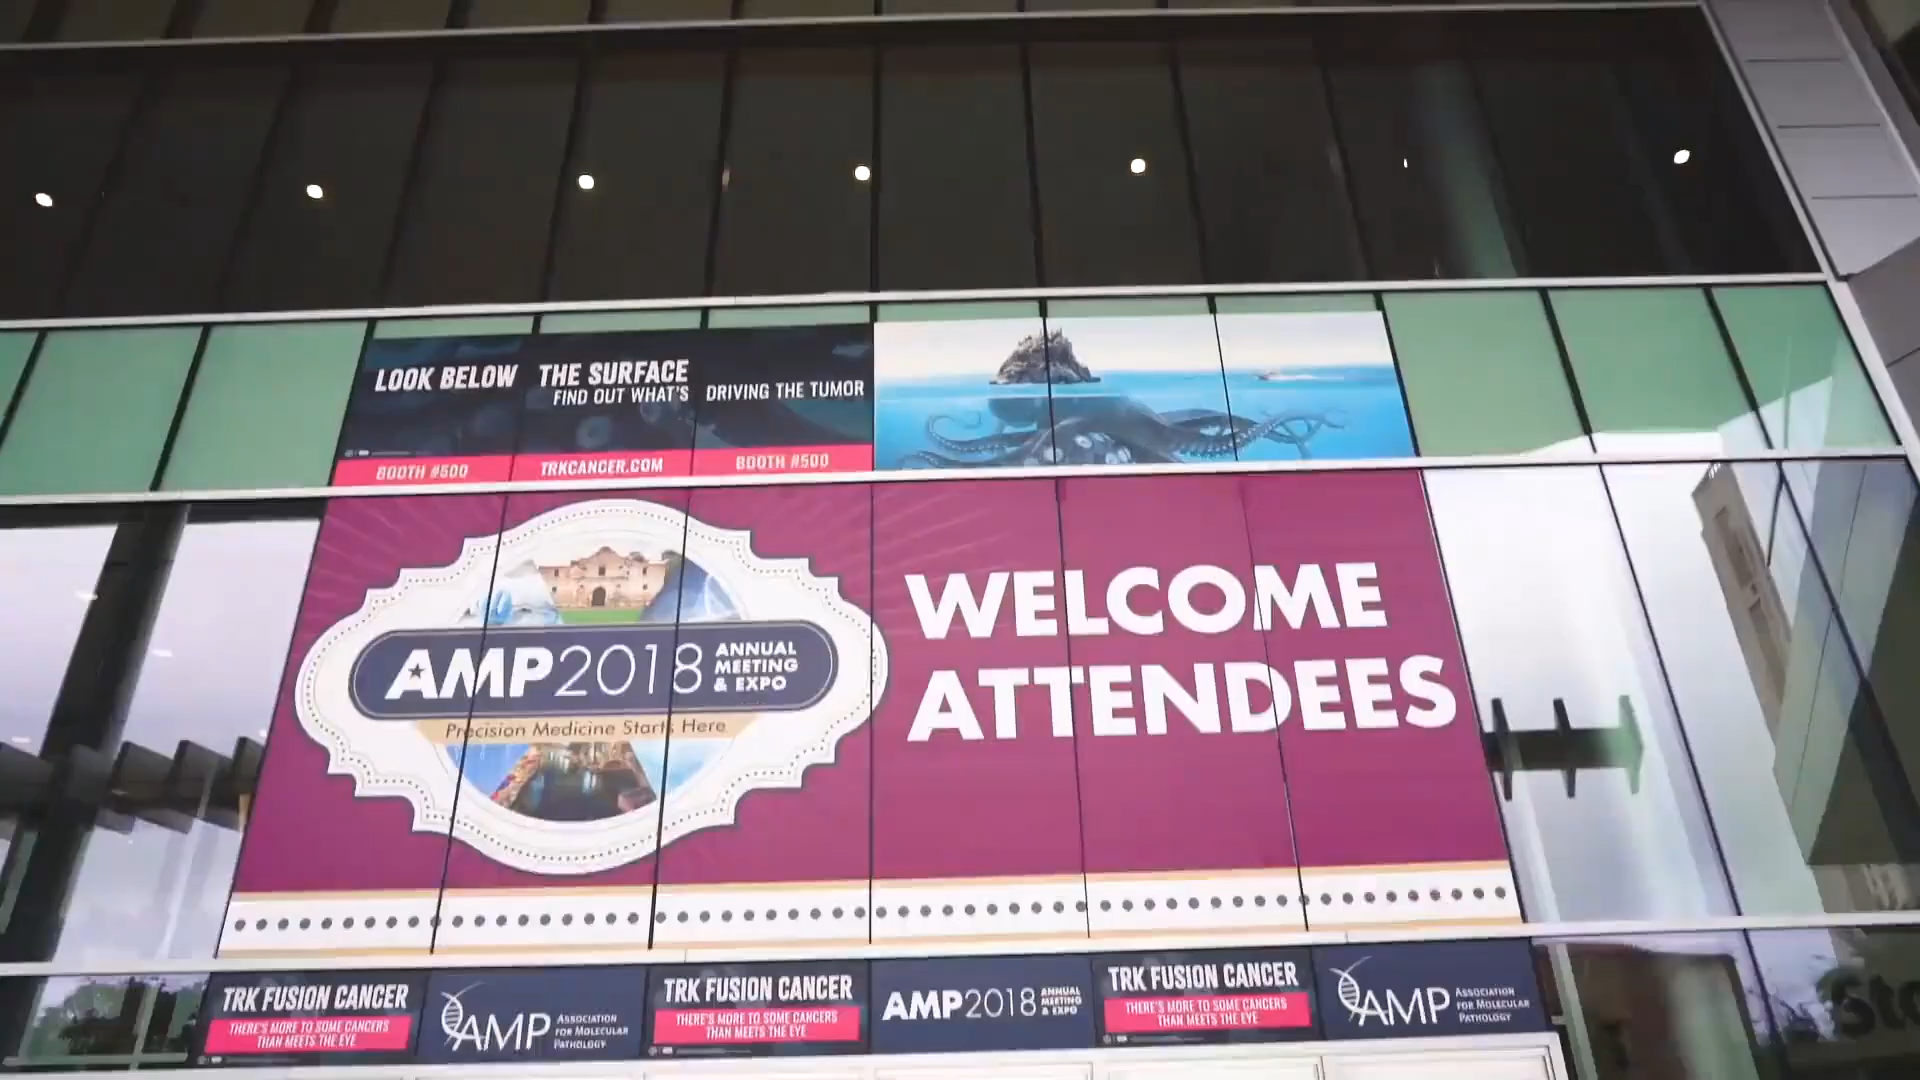 LOOK BELOW
THE SURFACE
FIND OUT WHAT'S
DRIVING THE TUMOR
BOOTH #500
TRKCANCER.COM
BOOTH #500
AMP2018
ANNUAL
MEETING
& EXPO
Precision Medicine Starts Here
WELCOME
ATTENDEES
TRK FUSION CANCER
THERE'S MORE TO SOME CANCERS
THAN MEETS THE EYE
AMP
ASSOCIATION
FOR MOLECULAR
PATHOLOGY
TRK FUSION CANCER
THERE'S MORE TO SOME CANCERS
THAN MEETS THE EYE
AMP2018
ANNUAL
MEETING
& EXPO
TRK FUSION CANCER
THERE'S MORE TO SOME CANCERS
THAN MEETS THE EYE
AMP
ASSOCIATION
FOR MOLECULAR
PATHOLOGY